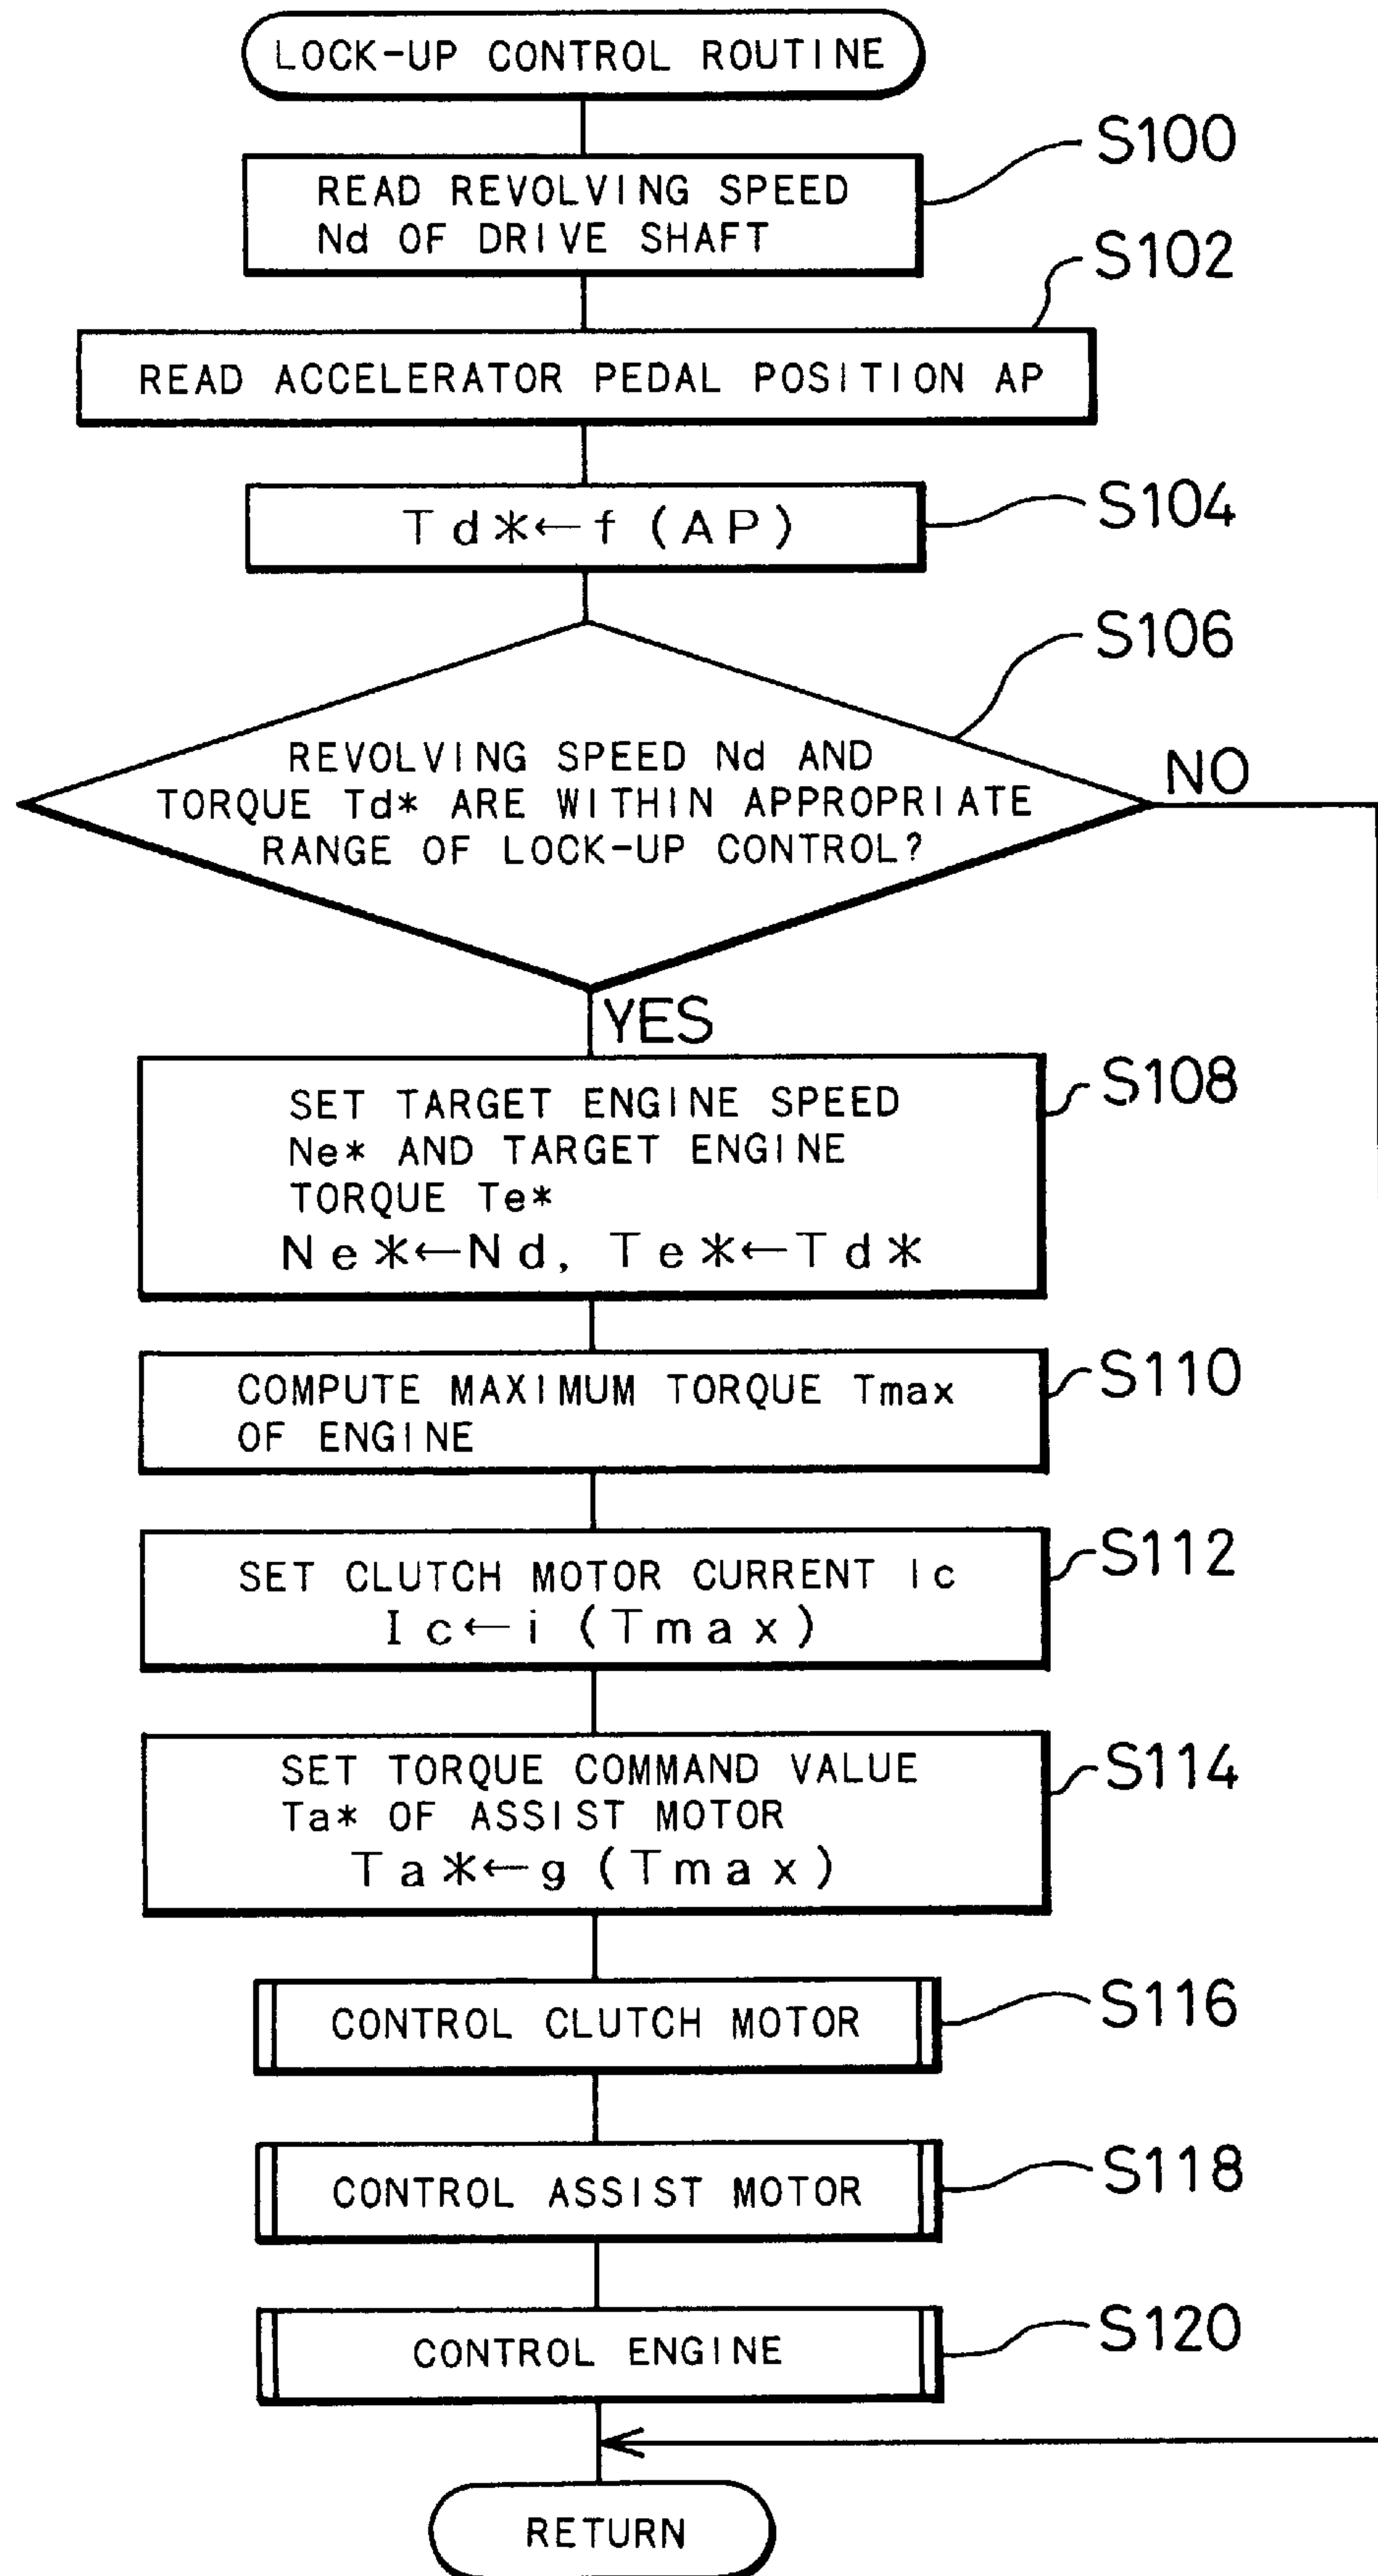 LOCK-UP CONTROL ROUTINE
S100
READ REVOLVING SPEED
Nd OF DRIVE SHAFT
S102
READ ACCELERATOR PEDAL POSITION AP
S104
Td*←f(AP)
S106
REVOLVING SPEED Nd AND
TORQUE Td* ARE WITHIN APPROPRIATE
RANGE OF LOCK-UP CONTROL?
NO
YES
S108
SET TARGET ENGINE SPEED
Ne* AND TARGET ENGINE
TORQUE Te*
Ne*←Nd, Te*←Td*
S110
COMPUTE MAXIMUM TORQUE Tmax
OF ENGINE
S112
SET CLUTCH MOTOR CURRENT Ic
Ic←i(Tmax)
S114
SET TORQUE COMMAND VALUE
Ta* OF ASSIST MOTOR
Ta*←g(Tmax)
S116
CONTROL CLUTCH MOTOR
S118
CONTROL ASSIST MOTOR
S120
CONTROL ENGINE
RETURN